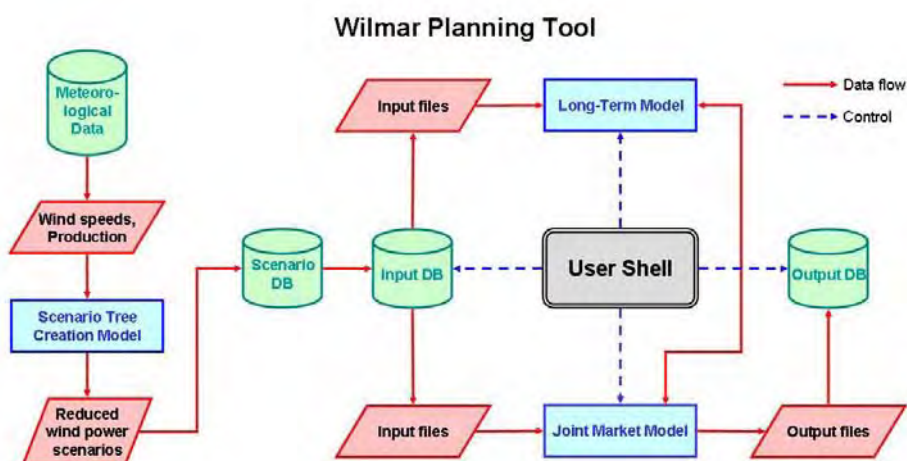 Wilmar Planning Tool
Meteoro-
logical
Data
Wind speeds,
Production
Scenario Tree
Creation Model
Reduced
wind power
scenarios
Scenario
DB
Input DB
Input files
Long-Term Model
Data flow
Control
User Shell
Output DB
Input files
Joint Market Model
Output files